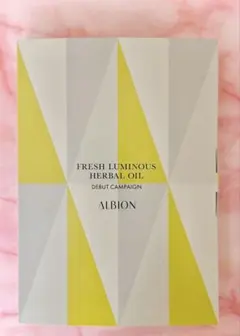 FRESH LUMINOUS
HERBAL OIL
DEBUT CAMPAIGN
ALBION